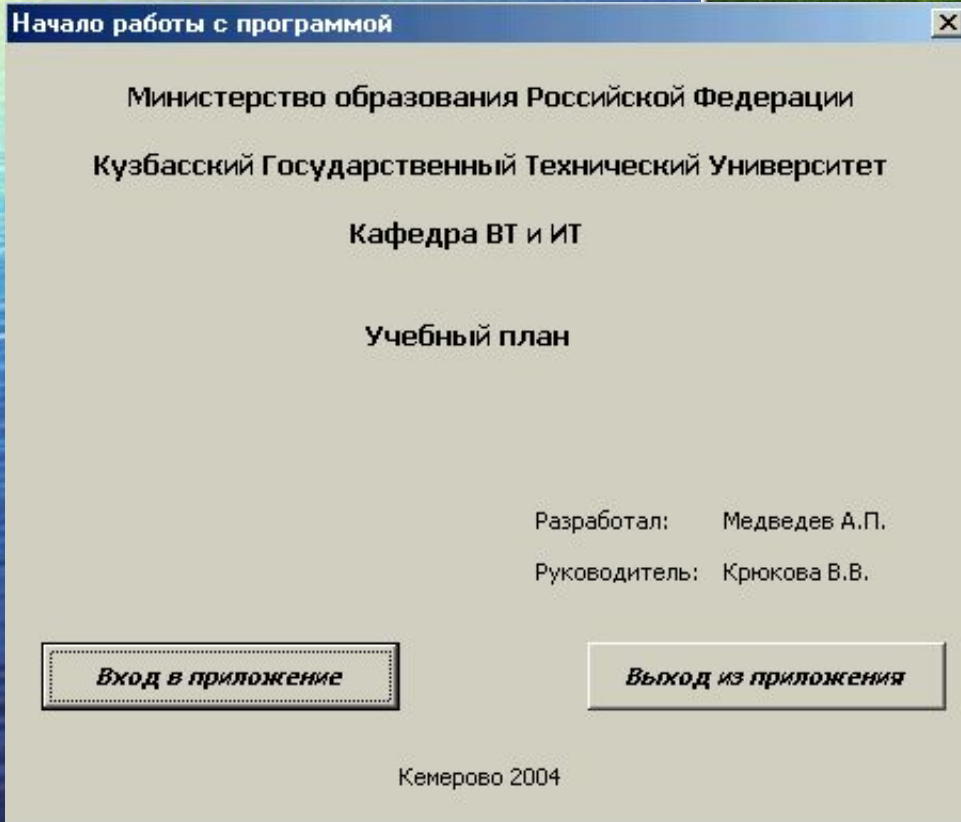 Начало работы с программой
Министерство образования Российской Федерации
Кузбасский Государственный Технический Университет
Кафедра ВТ и ИТ
Учебный план
Разработал: Медведев А.П.
Руководитель: Крюкова В.В.
Вход в приложение Выход из приложения
Кемерово 2004